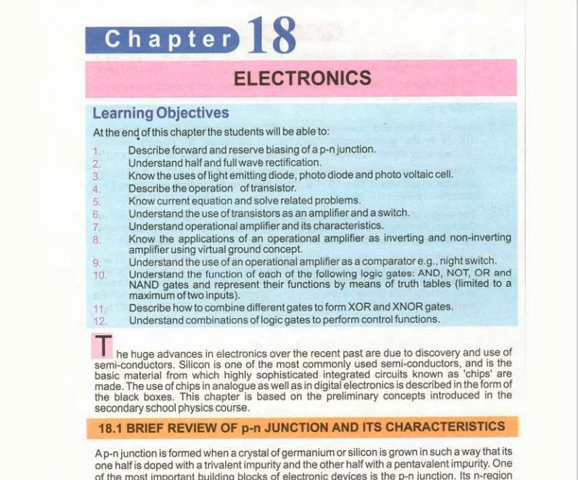 Chapter 18
ELECTRONICS
Learning Objectives
At the end of this chapter the students will be able to:
1. Describe forward and reserve biasing of a p-n junction.
2. Understand half and full wave rectification.
3. Know the uses of light emitting diode, photo diode and photo voltaic cell.
4. Describe the operation of transistor.
5. Know current equation and solve related problems.
6. Understand the use of transistors as an amplifier and a switch.
7. Understand operational amplifier and its characteristics.
8. Know the applications of an operational amplifier as inverting and non-inverting
amplifier using virtual ground concept.
9. Understand the use of an operational amplifier as a comparator e.g., night switch.
10. Understand the function of each of the following logic gates: AND, NOT, OR and
NAND gates and represent their functions by means of truth tables (limited to a
maximum of two inputs).
11. Describe how to combine different gates to form XOR and XNOR gates.
12. Understand combinations of logic gates to perform control functions.
The huge advances in electronics over the recent past are due to discovery and use of
semi-conductors. Silicon is one of the most commonly used semi-conductors, and is the
basic material from which highly sophisticated integrated circuits known as 'chips' are
made. The use of chips in analogue as well as in digital electronics is described in the form of
the black boxes. This chapter is based on the preliminary concepts introduced in the
secondary school physics course.
18.1 BRIEF REVIEW OF p-n JUNCTION AND ITS CHARACTERISTICS
A p-n junction is formed when a crystal of germanium or silicon is grown in such a way that its
one half is doped with a trivalent impurity and the other half with a pentavalent impurity. One
of the most important building blocks of electronic devices is the p-n junction. Its n-region